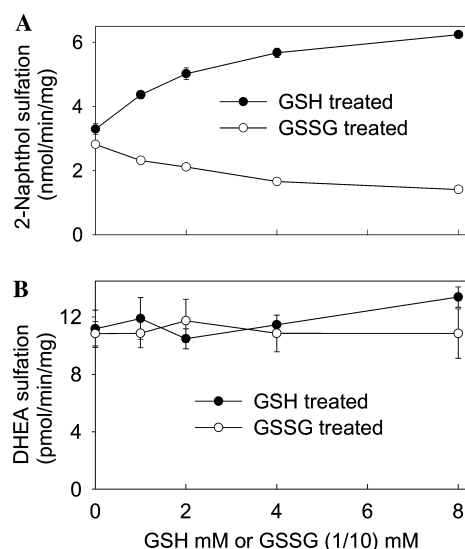 A
2-Naphthol sulfation
(nmol/min/mg)
6
4
2
0
GSH treated
GSSG treated
B
DHEA sulfation
(pmol/min/mg)
12
8
4
0
GSH treated
GSSG treated
0 2 4 6 8
GSH mM or GSSG (1/10) mM